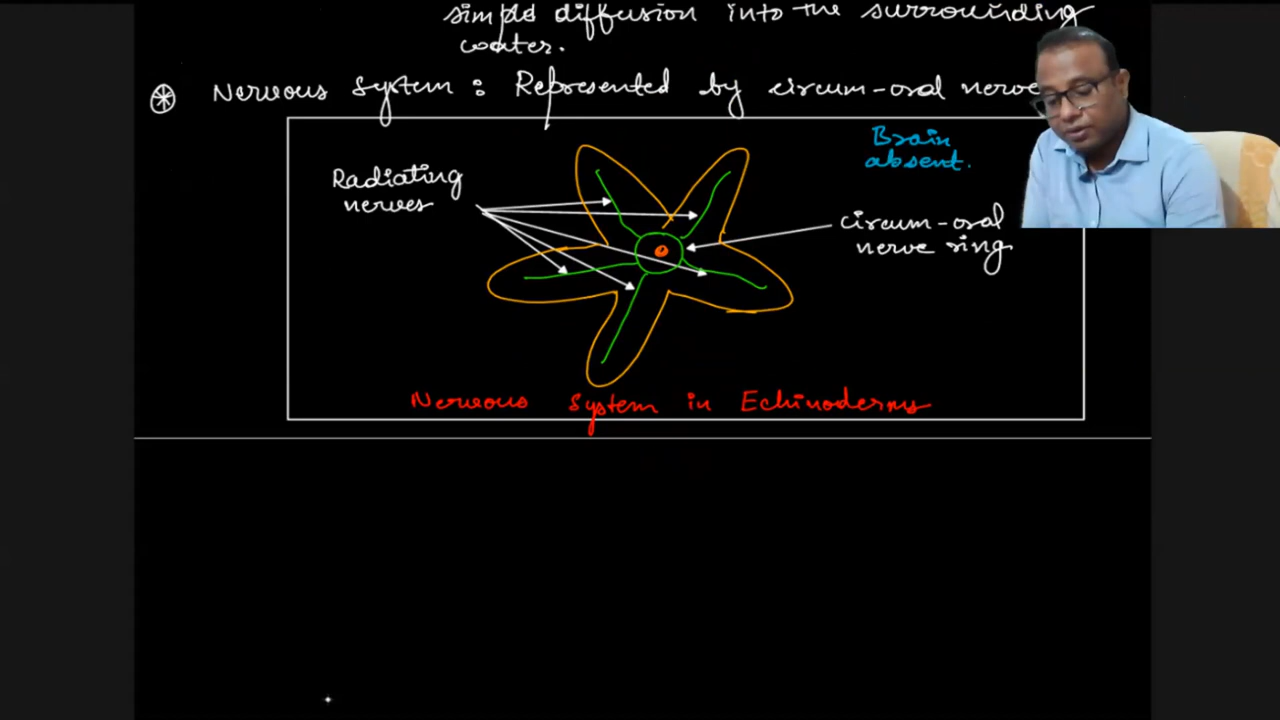 simple diffusion into the surrounding
water.
Nervous System : Represented by circum-oral nerve
Brain
absent.
Radiating
nerves
circum-oral
nerve ring
Nervous System in Echinoderms